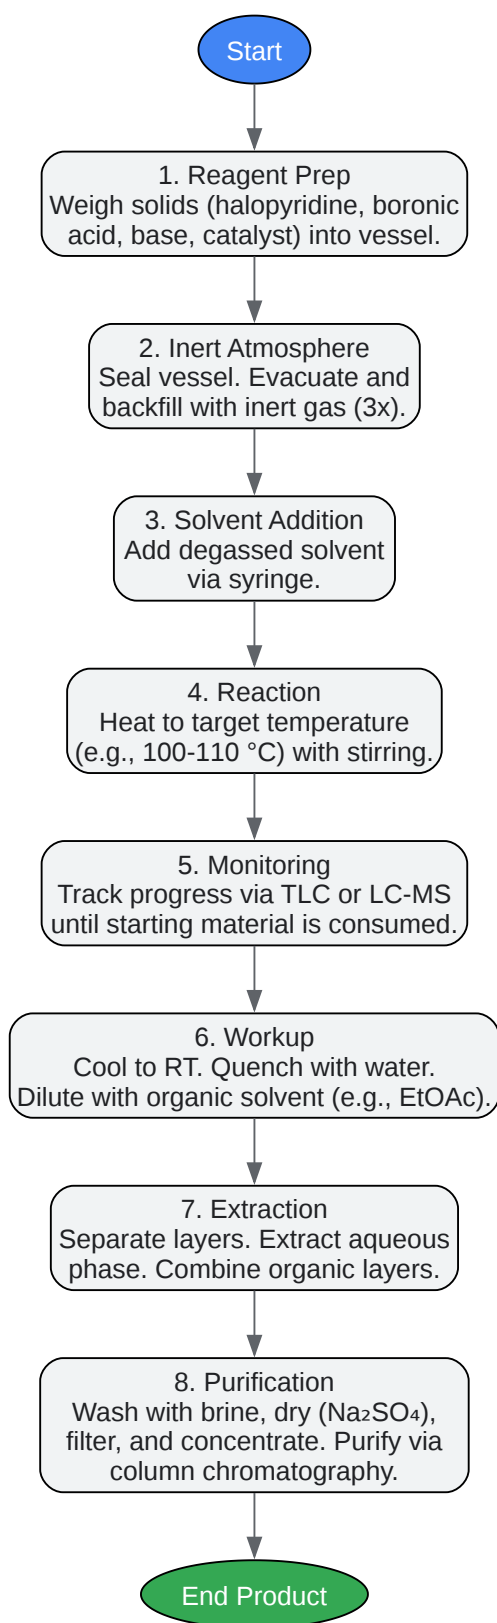 Start
1. Reagent Prep
Weigh solids (halopyridine, boronic
acid, base, catalyst) into vessel.
2. Inert Atmosphere
Seal vessel. Evacuate and
backfill with inert gas (3x).
3. Solvent Addition
Add degassed solvent
via syringe.
4. Reaction
Heat to target temperature
(e.g., 100-110 °C) with stirring.
5. Monitoring
Track progress via TLC or LC-MS
until starting material is consumed.
6. Workup
Cool to RT. Quench with water.
Dilute with organic solvent (e.g., EtOAc).
7. Extraction
Separate layers. Extract aqueous
phase. Combine organic layers.
8. Purification
Wash with brine, dry (Na₂SO₄),
filter, and concentrate. Purify via
column chromatography.
End Product